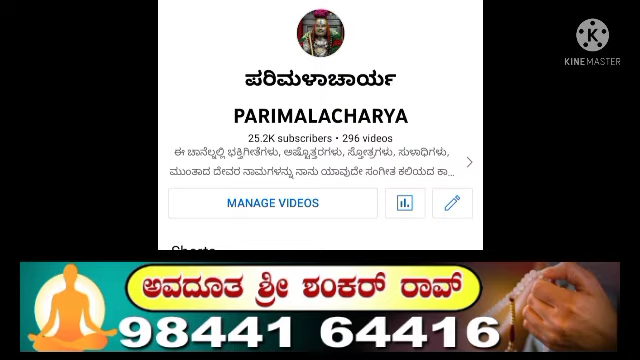 ಪರಿಮಳಾಚಾರ್ಯ
KINEMASTER
PARIMALACHARYA
25.2K subscribers • 296 videos
ಈ ಚಾನೆಲ್ನಲ್ಲಿ ಭಕ್ತಿಗೀತೆಗಳು, ಅಷ್ಟೊತ್ತರಗಳು, ಸ್ತೋತ್ರಗಳು, ಸುಳಾಧಿಗಳು,
ಮುಂತಾದ ದೇವರ ನಾಮಗಳನ್ನು ನಾನು ಯಾವುದೇ ಸಂಗೀತ ಕಲಿಯದ ಕಾ...
MANAGE VIDEOS
ಅವದೂತ ಶ್ರೀ ಶಂಕರ್ ರಾವ್
98441 64416